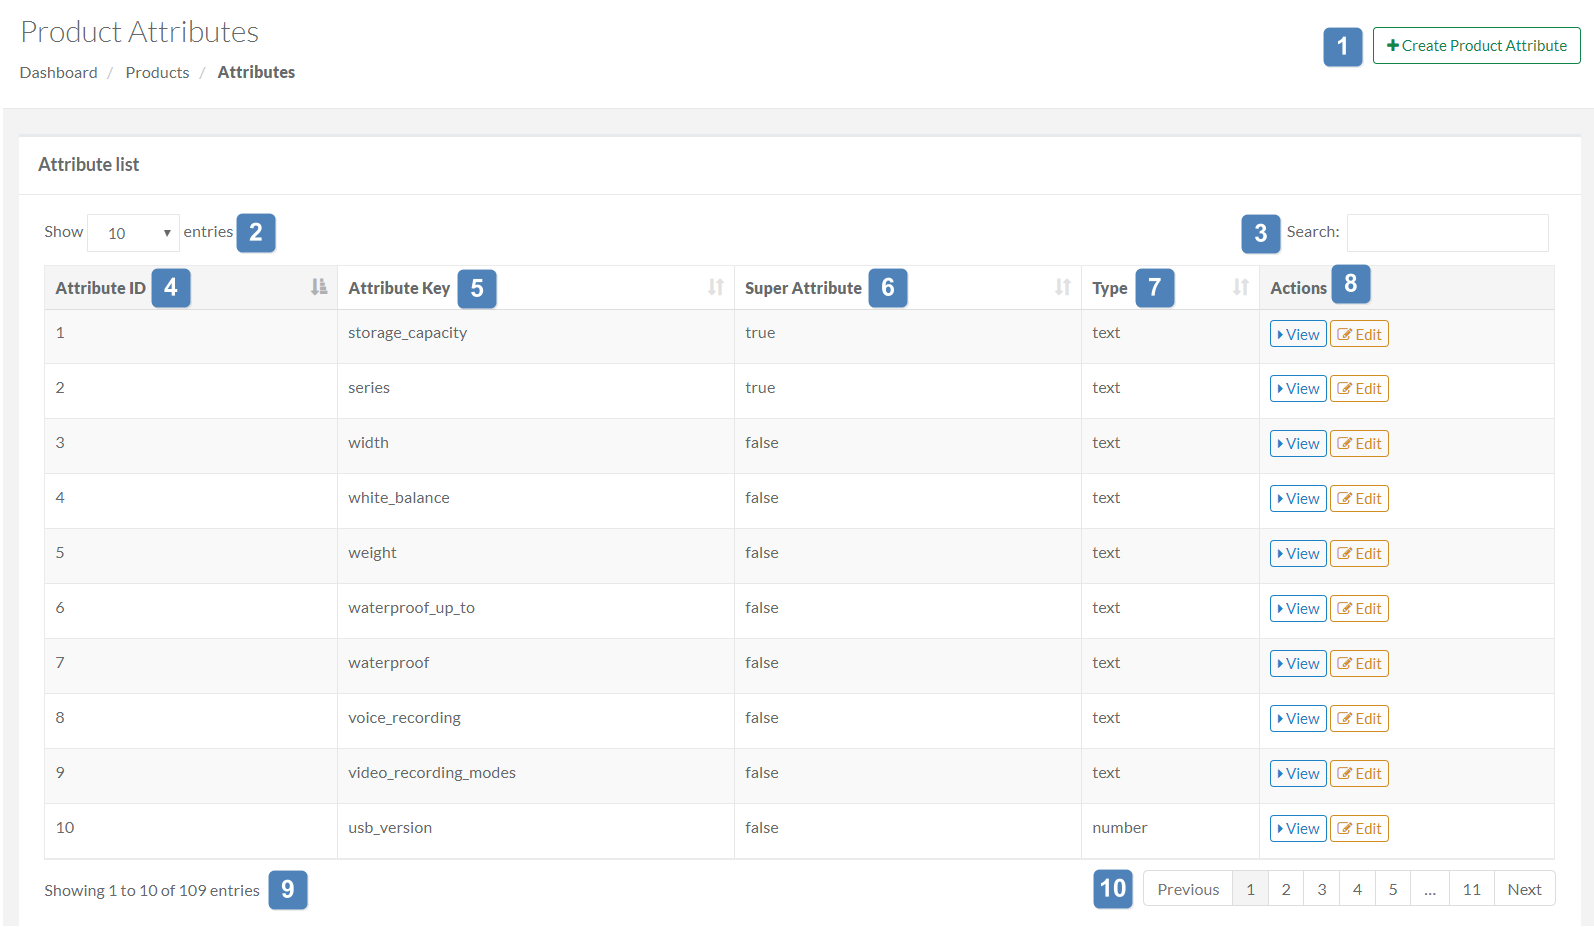 Product Attributes
1 Create Product Attribute
Dashboard / Products / Attributes
Attribute list
Show 10 entries 2 3 Search:
Attribute ID 4 Attribute Key 5 Super Attribute 6 Type 7 Actions 8
1 storage_capacity true text View Edit
2 series true text View Edit
3 width false text View Edit
4 white_balance false text View Edit
5 weight false text View Edit
6 waterproof_up_to false text View Edit
7 waterproof false text View Edit
8 voice_recording false text View Edit
9 video_recording_modes false text View Edit
10 usb_version false number View Edit
Showing 1 to 10 of 109 entries 9 10 Previous 1 2 3 4 5 ... 11 Next